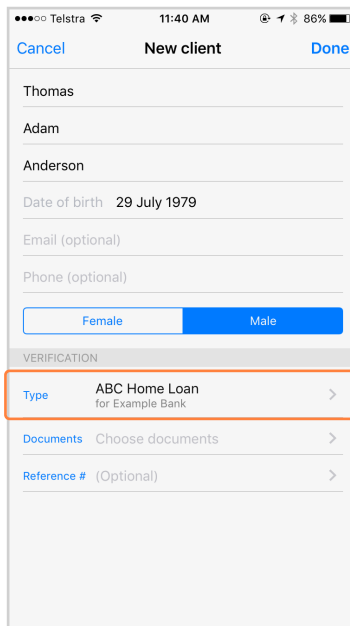 Telstra 11:40 AM 86%
Cancel New client Done
Thomas
Adam
Anderson
Date of birth 29 July 1979
Email (optional)
Phone (optional)
Female Male
VERIFICATION
Type ABC Home Loan
for Example Bank
Documents Choose documents
Reference # (Optional)